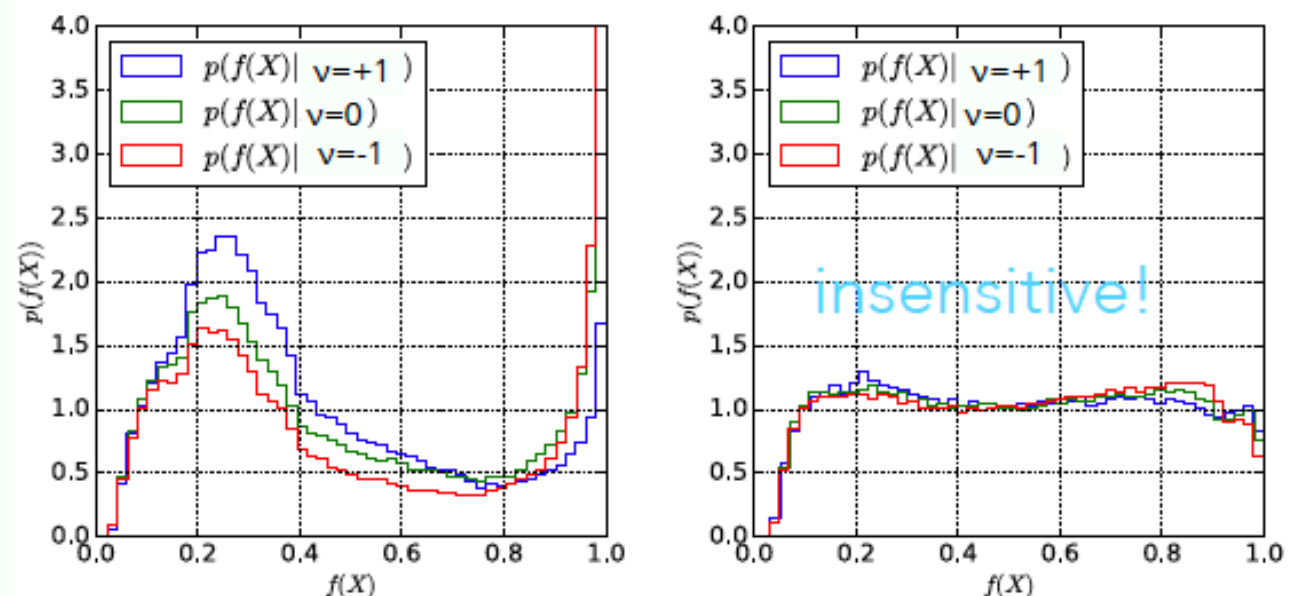 4.0
3.5
3.0
2.5
2.0
1.5
1.0
0.5
0.0
p(f(X))
p(f(X)| ν=+1 )
p(f(X)| ν=0 )
p(f(X)| ν=-1 )
0.0 0.2 0.4 0.6 0.8 1.0
f(X)
4.0
3.5
3.0
2.5
2.0
1.5
1.0
0.5
0.0
p(f(X))
p(f(X)| ν=+1 )
p(f(X)| ν=0 )
p(f(X)| ν=-1 )
insensitive!
0.0 0.2 0.4 0.6 0.8 1.0
f(X)